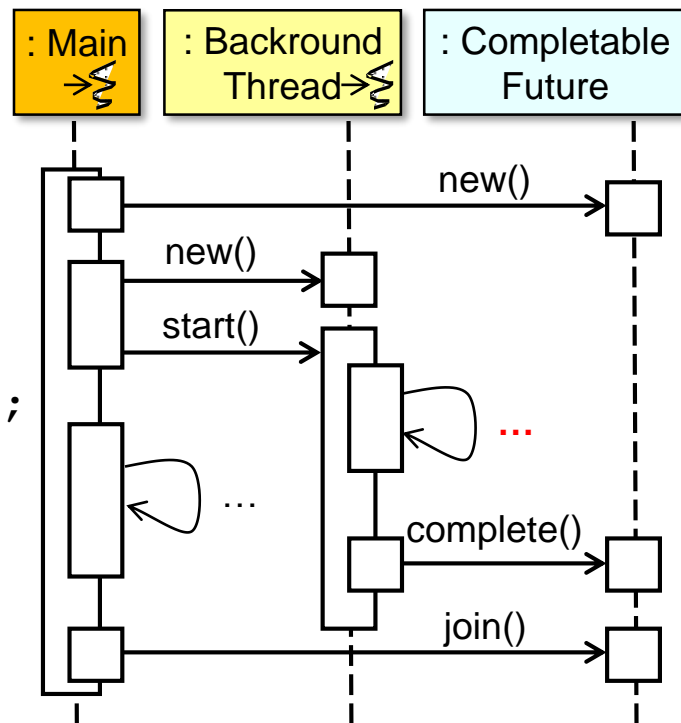 : Main
: Backround
Thread
: Completable
Future
new()
new()
start()
;
...
...
complete()
join()